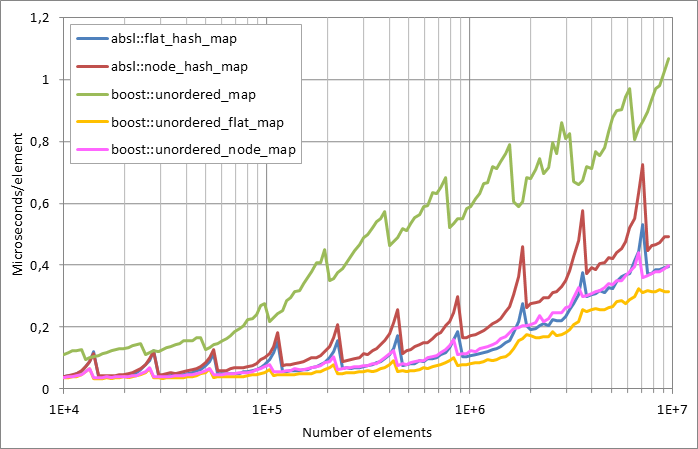 1,2
1
0,8
0,6
0,4
0,2
0
Microseconds/element
absl::flat_hash_map
absl::node_hash_map
boost::unordered_map
boost::unordered_flat_map
boost::unordered_node_map
1E+4 1E+5 1E+6 1E+7
Number of elements